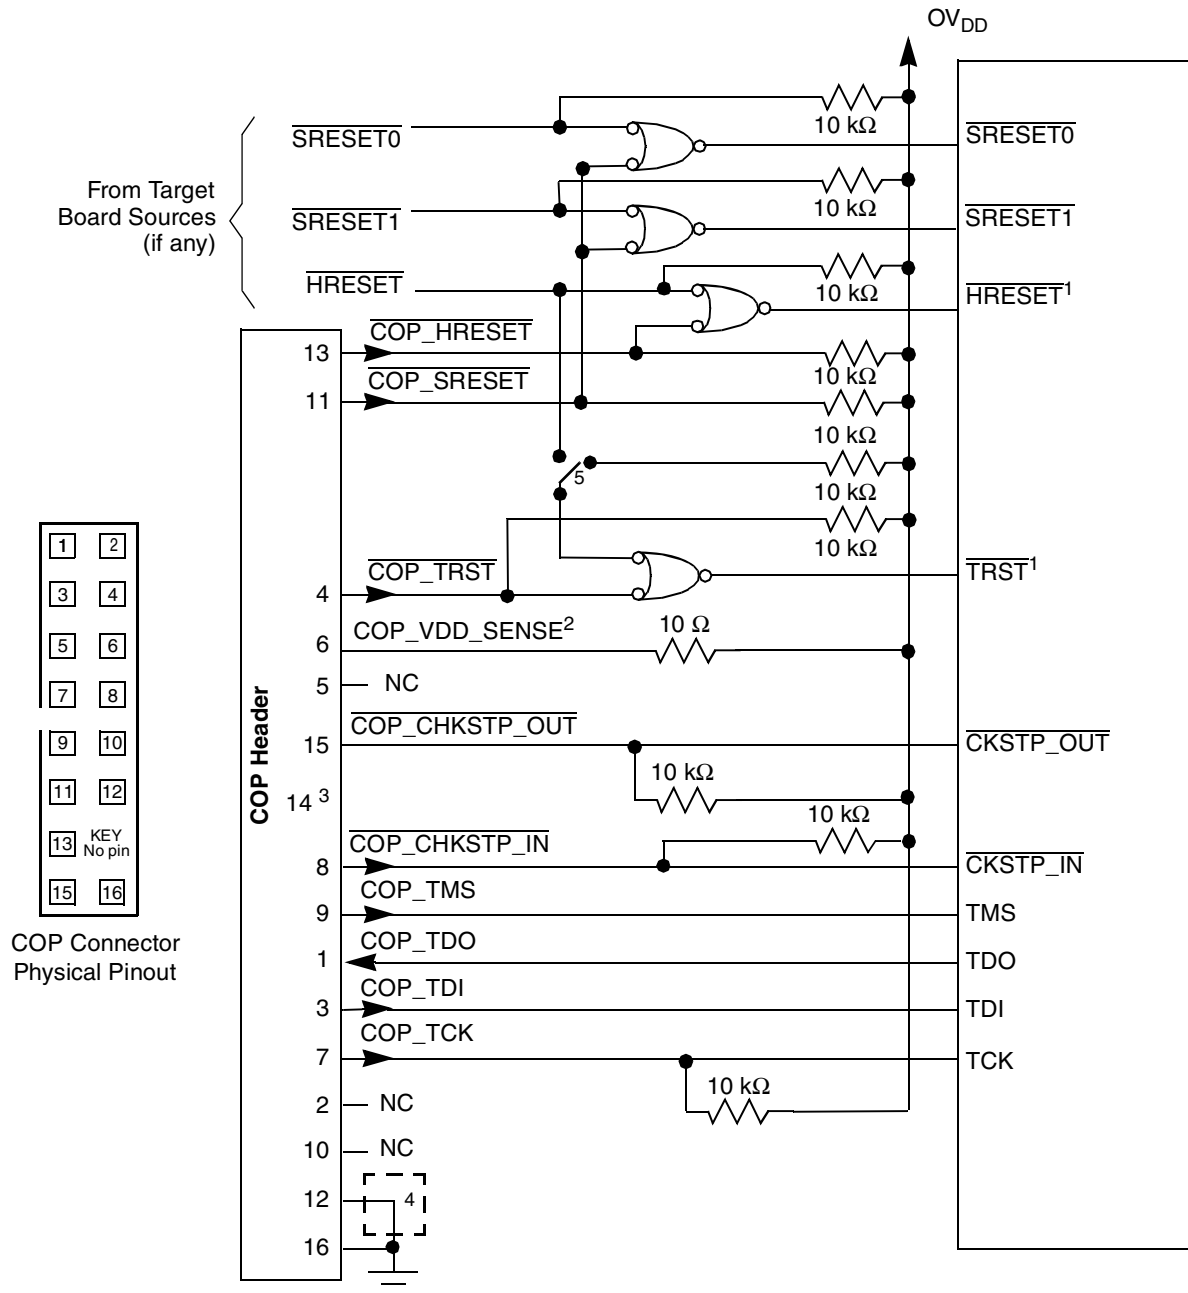 OVDD
10 kΩ
SRESET0
SRESET0
From Target
Board Sources
(if any)
10 kΩ
SRESET1
SRESET1
HRESET
10 kΩ
HRESET1
COP_HRESET
13
10 kΩ
COP_SRESET
11
10 kΩ
5
10 kΩ
10 kΩ
COP_TRST
4
TRST1
COP_VDD_SENSE2
10 Ω
6
5
NC
COP_CHKSTP_OUT
15
CKSTP_OUT
10 kΩ
14 3
10 kΩ
COP_CHKSTP_IN
8
CKSTP_IN
COP_TMS
9
TMS
COP_TDO
1
TDO
COP_TDI
3
TDI
COP_TCK
7
TCK
10 kΩ
2
NC
10
NC
12
4
16
COP Header
1 2
3 4
5 6
7 8
9 10
11 12
13 KEY
No pin
15 16
COP Connector
Physical Pinout